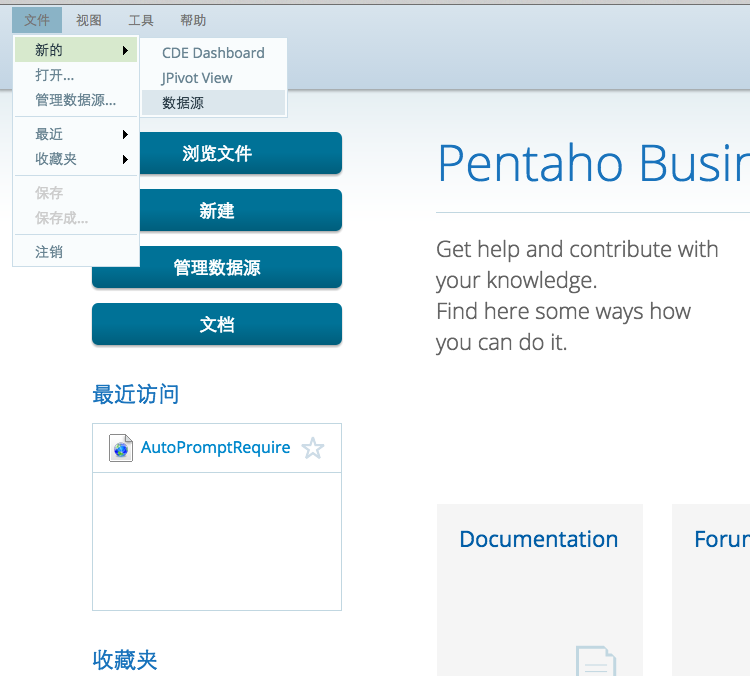 文件 视图 工具 帮助
新的
打开...
管理数据源...
最近
收藏夹
保存
保存成...
注销
CDE Dashboard
JPivot View
数据源
浏览文件
新建
管理数据源
文档
最近访问
AutoPromptRequire
收藏夹
Pentaho Busin
Get help and contribute with
your knowledge.
Find here some ways how
you can do it.
Documentation
Forum